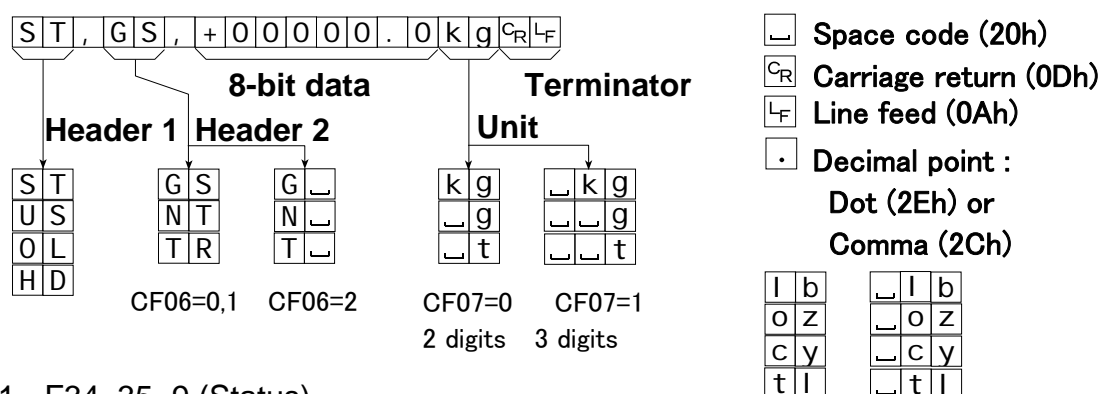 ST,GS,+00000.0kgCRLF
8-bit data
Terminator
Header 1
Header 2
Unit
ST
US
OL
HD
GS
NT
TR
G␣
N␣
T␣
kg
␣g
␣t
␣kg
␣␣g
␣␣t
CF06=0,1
CF06=2
CF07=0
CF07=1
2 digits
3 digits
␣ Space code (20h)
CR Carriage return (0Dh)
LF Line feed (0Ah)
. Decimal point :
Dot (2Eh) or
Comma (2Ch)
lb
oz
cy
tl
␣lb
␣oz
␣cy
␣tl